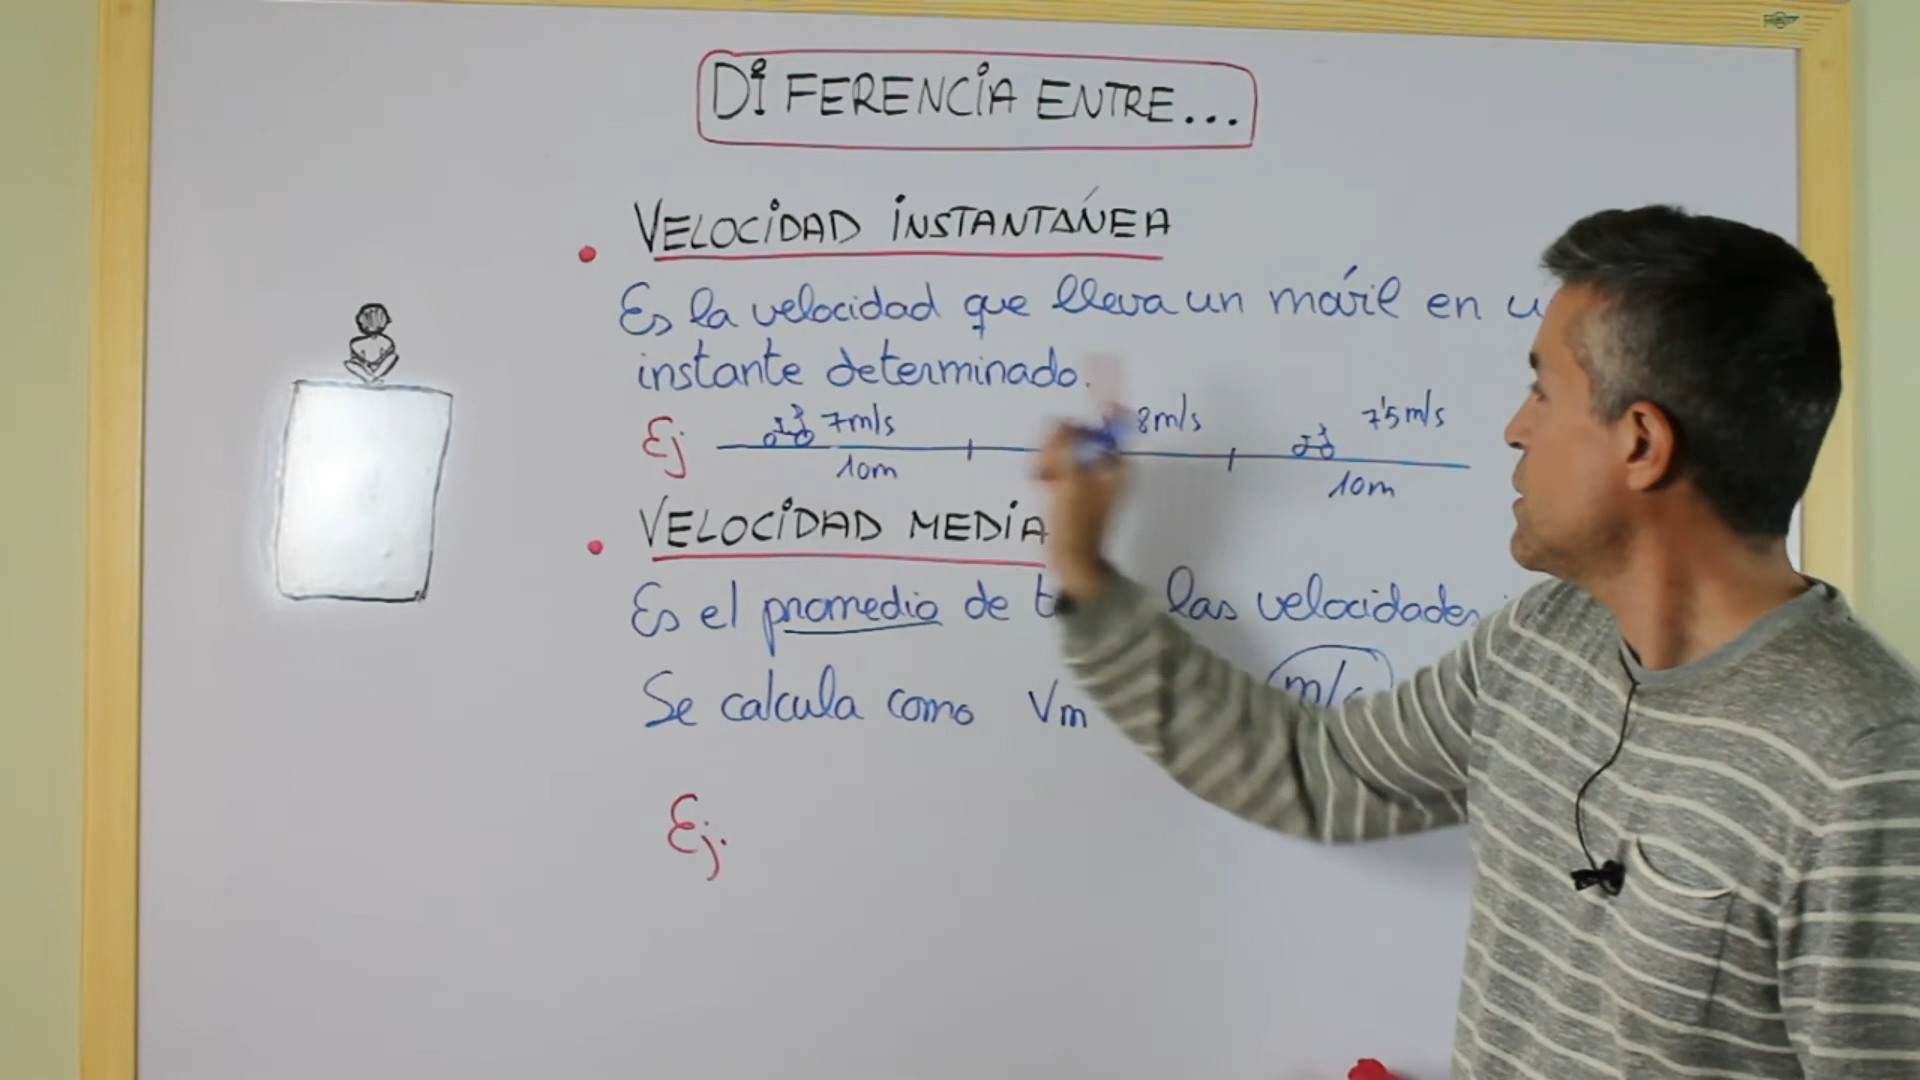 DiFERENCiA ENTRE...
VELOCiDAD iNSTANTÁNEA
Es la velocidad que lleva un móvil en
instante determinado.
Ej 7m/s 8m/s 7'5m/s
10m 10m
VELOCiDAD MEDiA
Es el promedio de las velocidades
Se calcula como Vm
Ej.